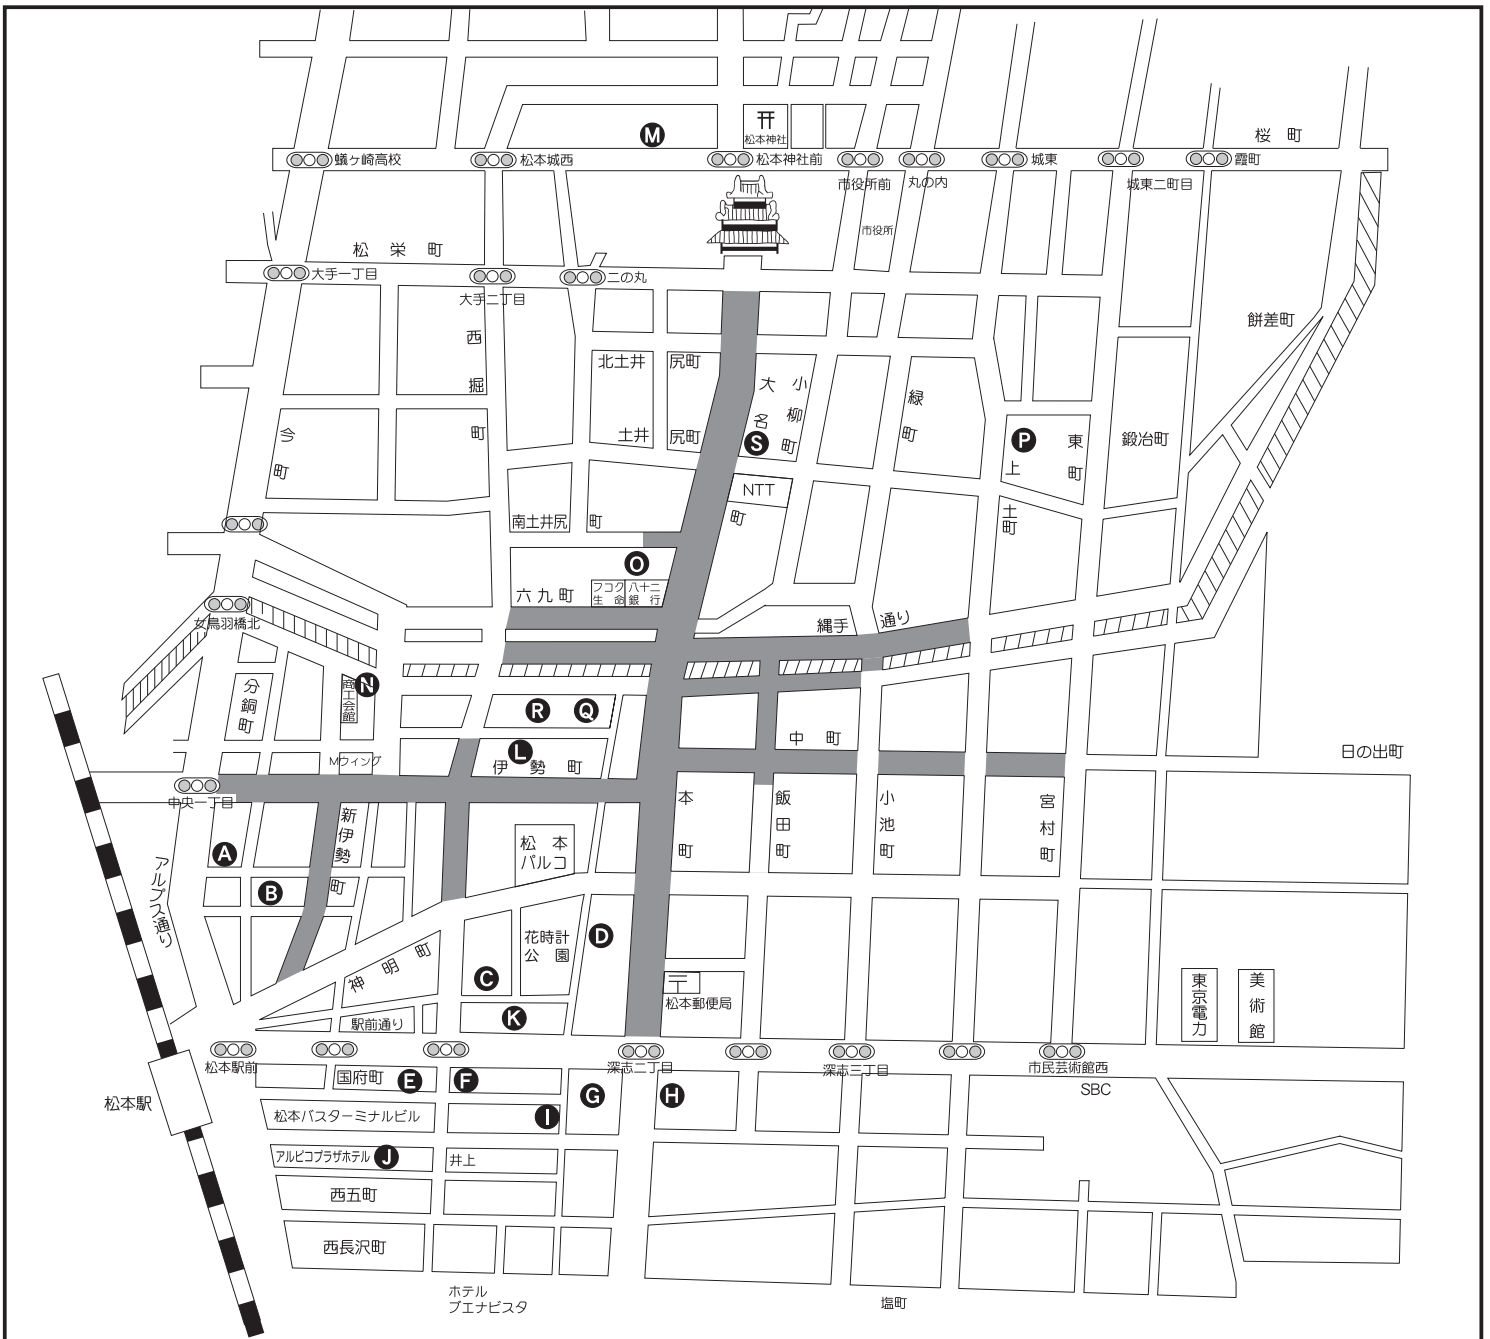 M
松本神社
桜町
蟻ヶ崎高校
松本城西
松本神社前
市役所前
丸の内
城東
城東二町目
霞町
市役所
松栄町
大手一丁目
大手二丁目
二の丸
西堀町
北土井尻町
土井尻町
大名町
小柳町
緑町
餅差町
今町
S
P
東町
上土町
鍛冶町
NTT
南土井尻町
O
六九町
フコク生命
八十二銀行
縄手通り
女鳥羽橋北
分銅町
N
商工会館
R
Q
L
伊勢町
中町
Mウィング
日の出町
中央一丁目
新伊勢町
A
B
松本パルコ
本町
飯田町
小池町
宮村町
アルプス通り
花時計公園
D
C
神明町
K
駅前通り
松本郵便局
東京電力
美術館
松本駅前
深志二丁目
深志三丁目
市民芸術館西
松本駅
国府町
E
F
G
H
SBC
松本バスターミナルビル
I
アルピコプラザホテル
J
井上
西五町
西長沢町
ホテル
ブエナビスタ
塩町